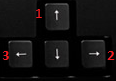 1 ↑
3 ← ↓ → 2